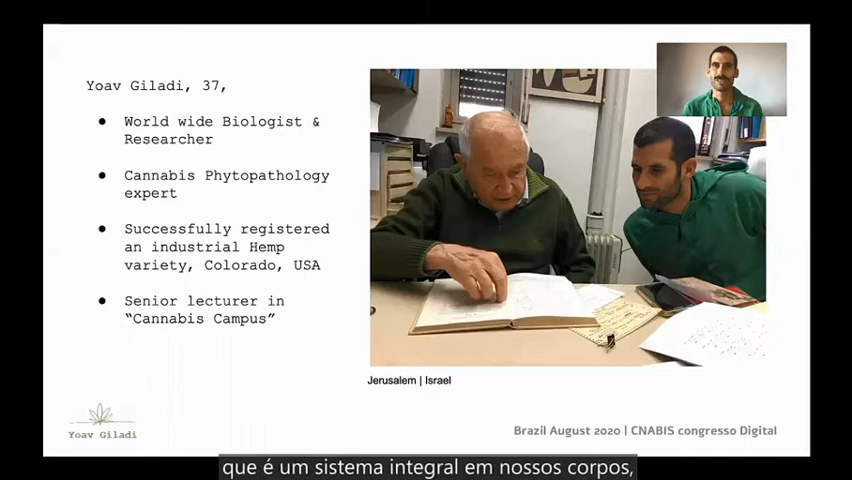 Yoav Giladi, 37,
● World wide Biologist &
Researcher
● Cannabis Phytopathology
expert
● Successfully registered
an industrial Hemp
variety, Colorado, USA
● Senior lecturer in
“Cannabis Campus”
Jerusalem | Israel
Yoav Giladi
Brazil August 2020 | CNABIS congresso Digital
que é um sistema integral em nossos corpos,